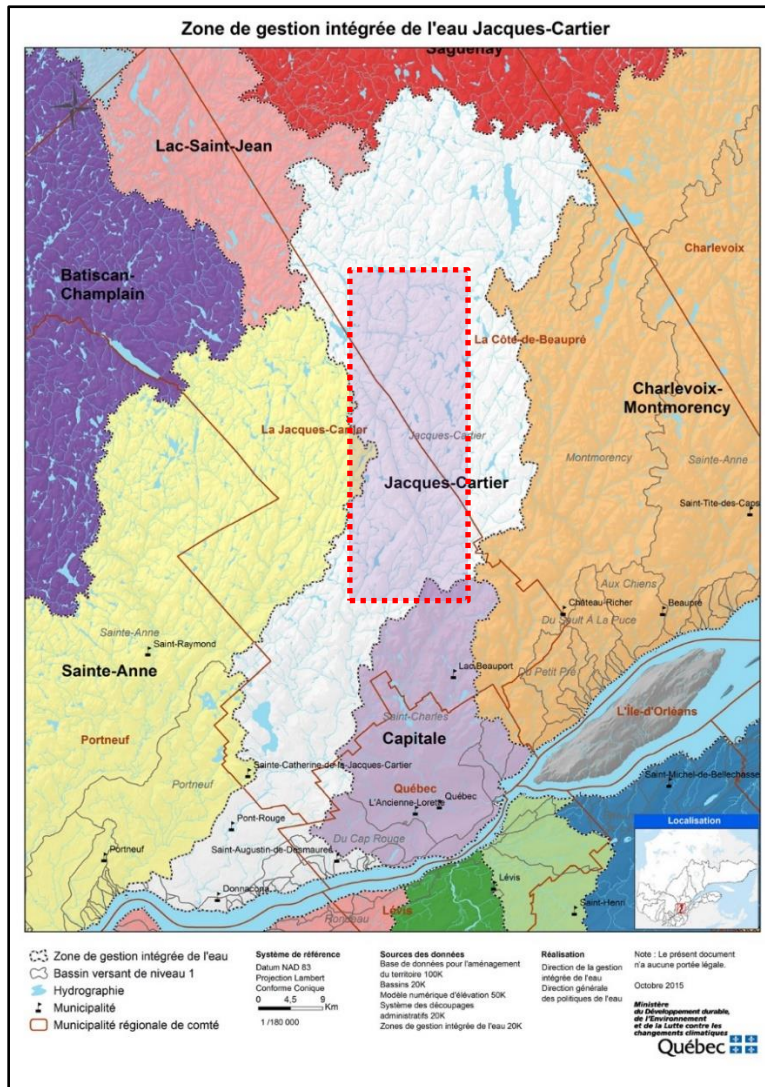 Zone de gestion intégrée de l'eau Jacques-Cartier
Saguenay
Lac-Saint-Jean
Charlevoix
Batiscan-
Champlain
La Côte-de-Beaupré
Charlevoix-
Montmorency
La Jacques-Cartier
Jacques-Cartier
Montmorency
Sainte-Anne
Jacques-Cartier
Saint-Tite-des-Caps
Aux Chiens
Château-Richer
Beaupré
Du Sault À La Puce
Sainte-Anne
Saint-Raymond
Sainte-Anne
Lac-Beauport
Du Petit Pré
Saint-Charles
L'Île-d'Orléans
Portneuf
Capitale
Sainte-Catherine-de-la-Jacques-Cartier
Saint-Michel-de-Bellechasse
Portneuf
Québec
L'Ancienne-Lorette
Québec
Pont-Rouge
Du Cap Rouge
Saint-Augustin-de-Desmaures
Portneuf
Donnacona
Lévis
Lévis
Saint-Henri
Rondeau
Localisation
Zone de gestion intégrée de l'eau
Bassin versant de niveau 1
Hydrographie
Municipalité
Municipalité régionale de comté
Système de référence
Datum NAD 83
Projection Lambert
Conforme Conique
0 4,5 9
Km
1 /180 000
Sources des données
Base de données pour l'aménagement
du territoire 100K
Bassins 20K
Modèle numérique d'élévation 50K
Système des découpages
administratifs 20K
Zones de gestion intégrée de l'eau 20K
Réalisation
Direction de la gestion
intégrée de l'eau
Direction générale
des politiques de l'eau
Note : Le présent document
n'a aucune portée légale.
Octobre 2015
Ministère
du Développement durable,
de l'Environnement
et de la Lutte contre les
changements climatiques
Québec